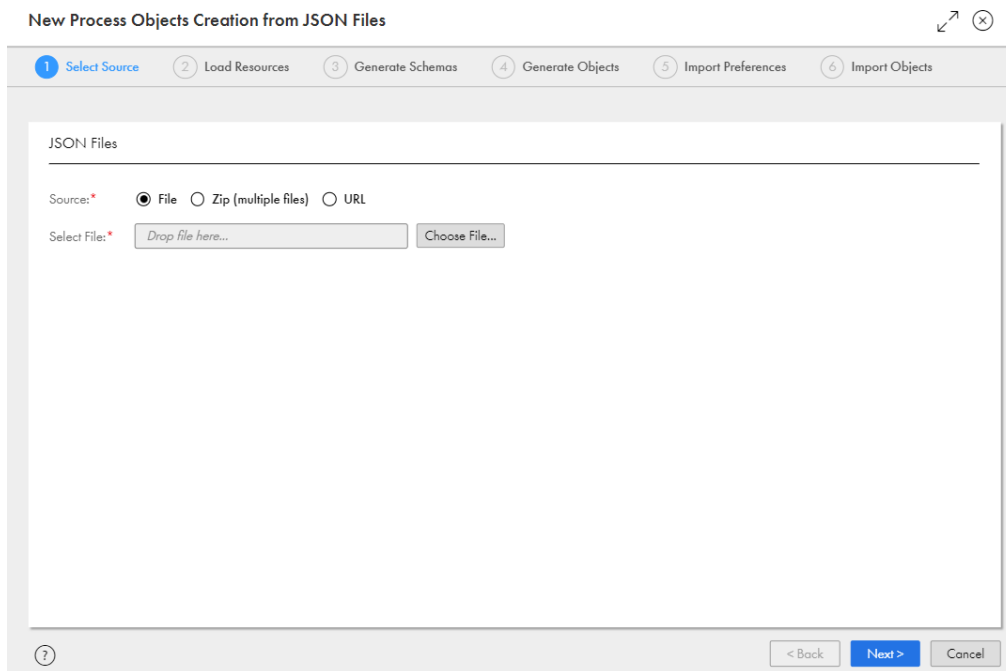 New Process Objects Creation from JSON Files
1 Select Source 2 Load Resources 3 Generate Schemas 4 Generate Objects 5 Import Preferences 6 Import Objects
JSON Files
Source:* File Zip (multiple files) URL
Select File:* Drop file here... Choose File...
? < Back Next > Cancel